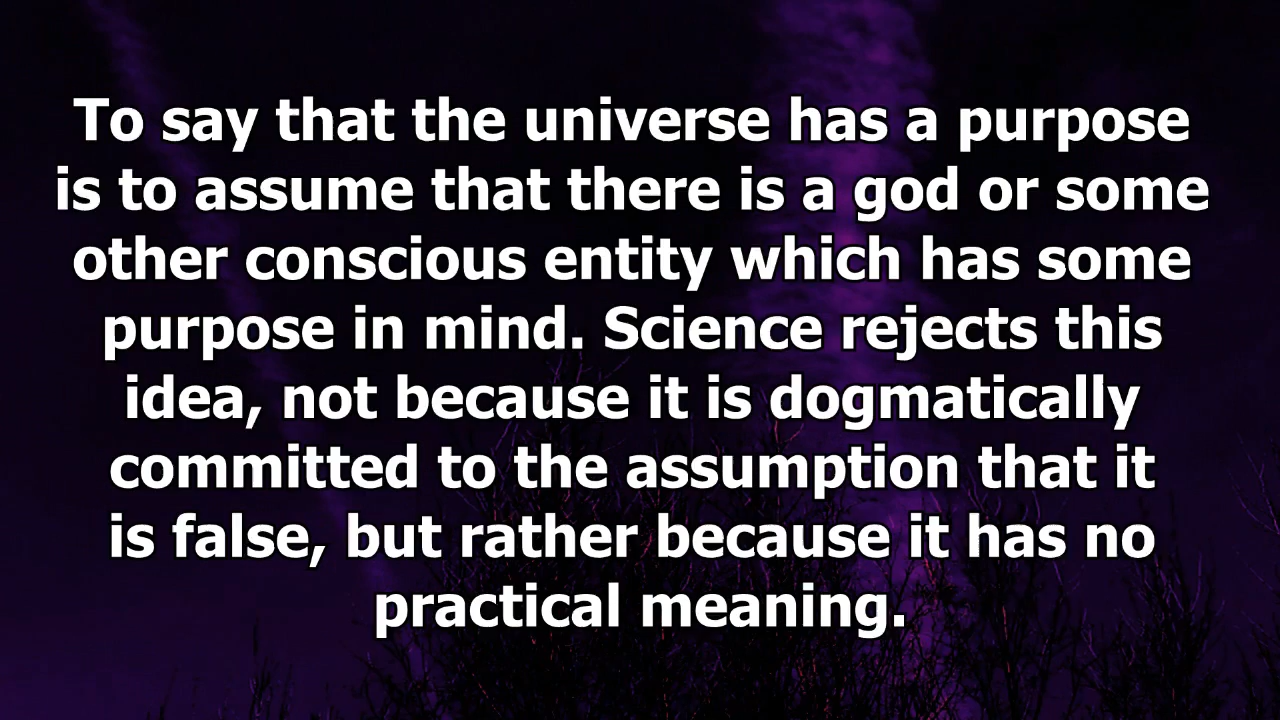 To say that the universe has a purpose
is to assume that there is a god or some
other conscious entity which has some
purpose in mind. Science rejects this
idea, not because it is dogmatically
committed to the assumption that it
is false, but rather because it has no
practical meaning.